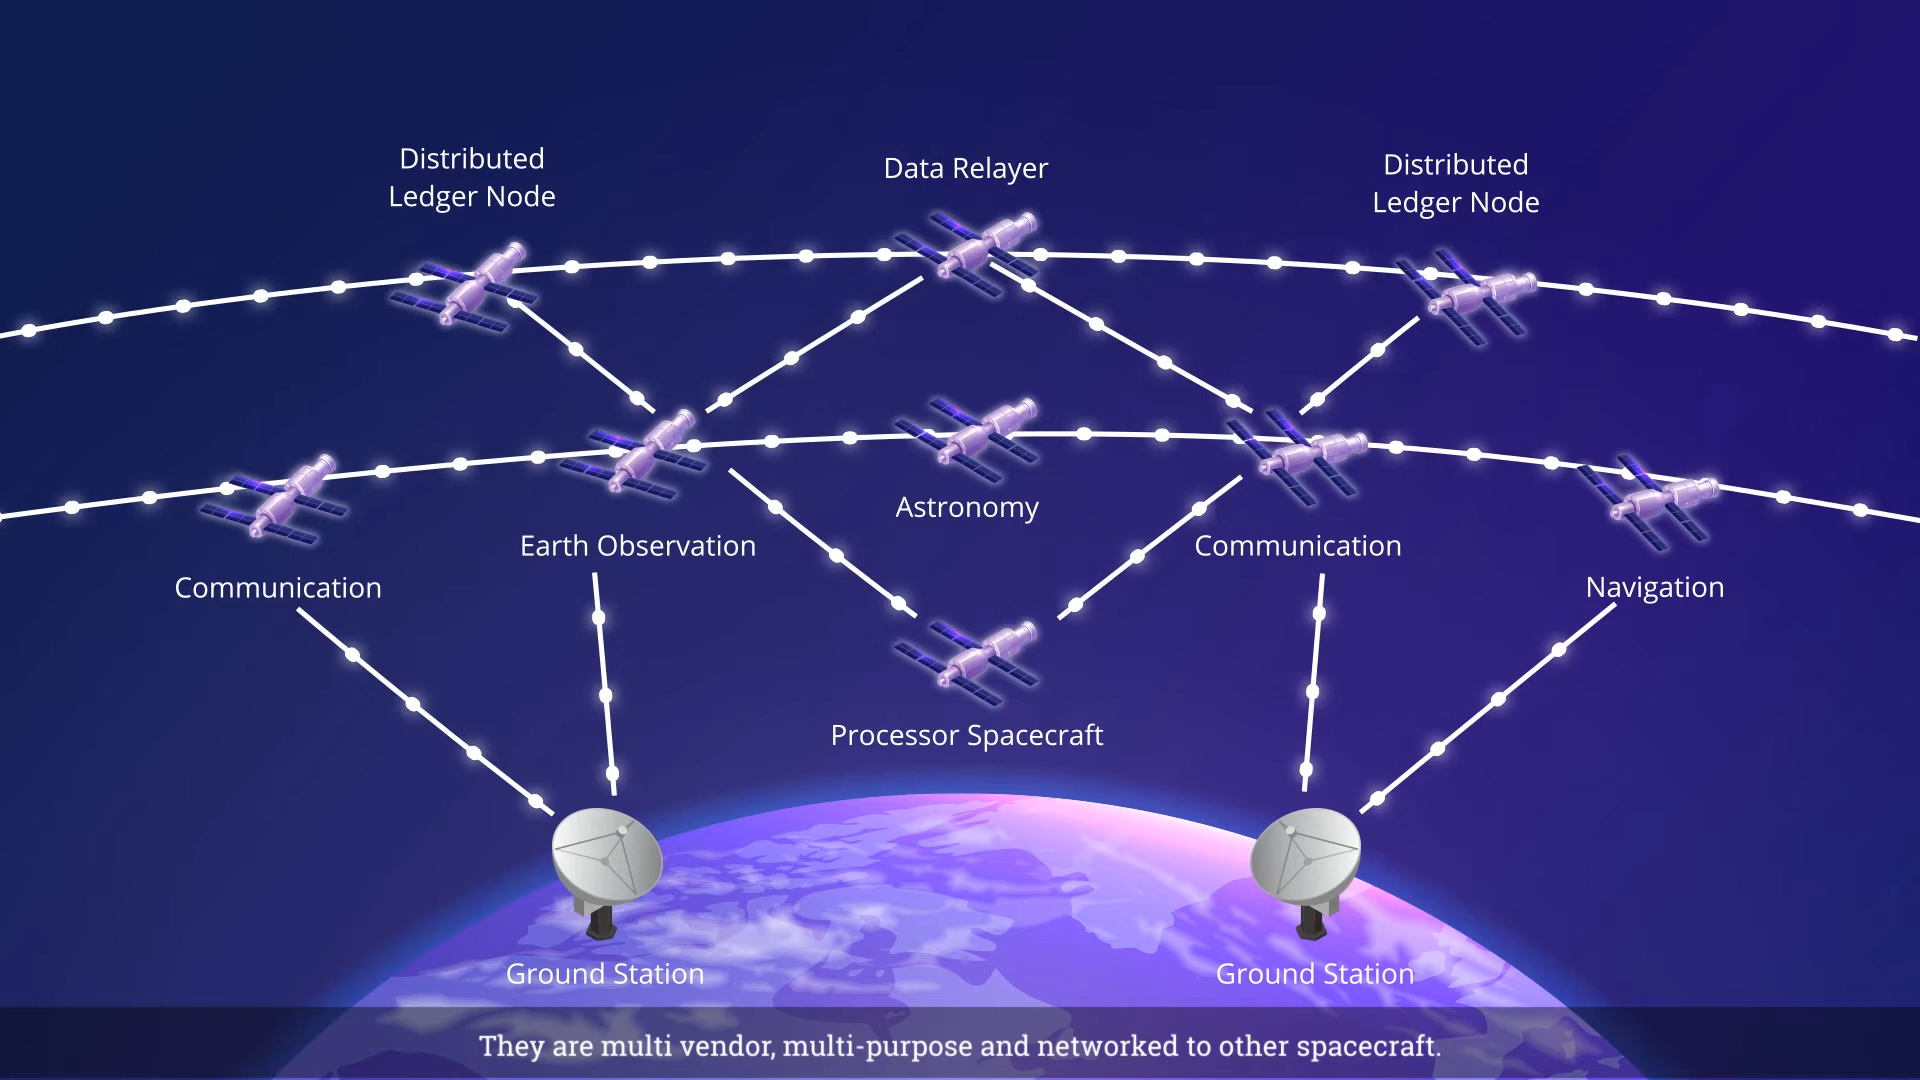 Distributed
Ledger Node
Data Relayer
Distributed
Ledger Node
Astronomy
Earth Observation
Communication
Communication
Navigation
Processor Spacecraft
Ground Station
Ground Station
They are multi vendor, multi-purpose and networked to other spacecraft.